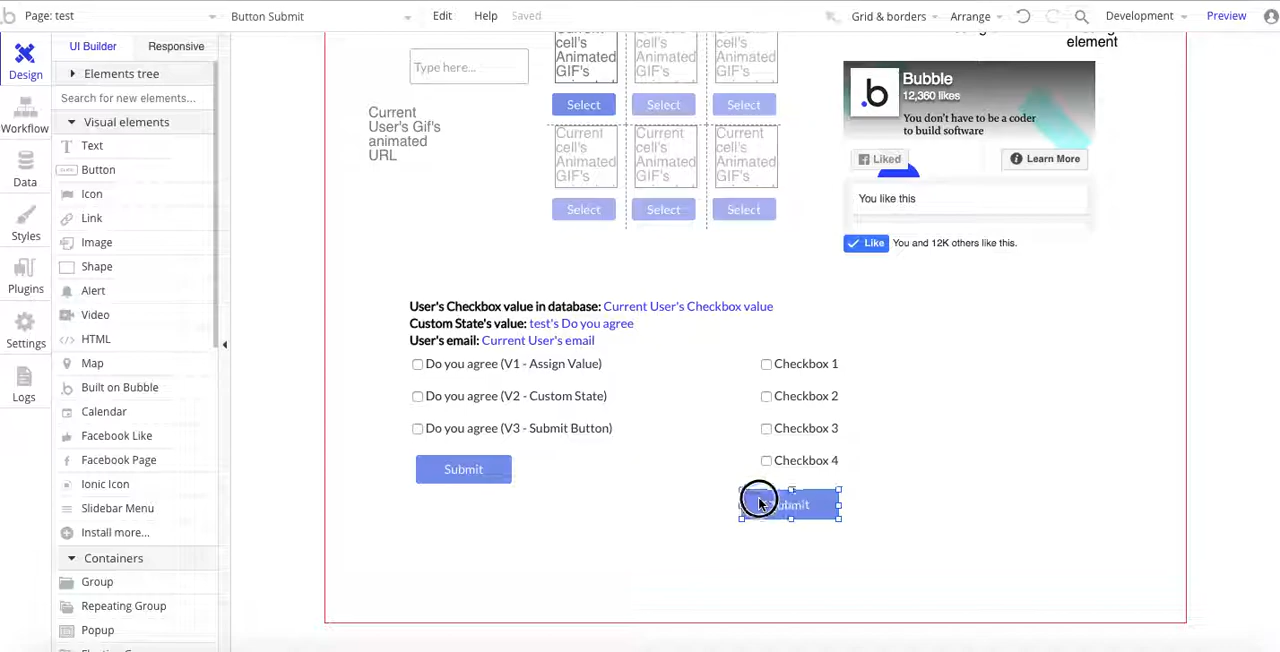 Page: test
Button Submit
Edit
Help
Saved
Grid & borders
Arrange
Development
Preview
Design
Workflow
Data
Styles
Plugins
Settings
Logs
UI Builder
Responsive
Elements tree
Search for new elements...
Visual elements
Text
Button
Icon
Link
Image
Shape
Alert
Video
HTML
Map
Built on Bubble
Calendar
Facebook Like
Facebook Page
Ionic Icon
Slidebar Menu
Install more...
Containers
Group
Repeating Group
Popup
Type here...
Current
User's Gif's
animated
URL
cell's
Animated
GIF's
Select
cell's
Animated
GIF's
Select
cell's
Animated
GIF's
Select
Current
cell's
Animated
GIF's
Select
Current
cell's
Animated
GIF's
Select
Current
cell's
Animated
GIF's
Select
element
Bubble
12,360 likes
You don't have to be a coder
to build software
Liked
Learn More
You like this
Like You and 12K others like this.
User's Checkbox value in database: Current User's Checkbox value
Custom State's value: test's Do you agree
User's email: Current User's email
Do you agree (V1 - Assign Value)
Do you agree (V2 - Custom State)
Do you agree (V3 - Submit Button)
Submit
Checkbox 1
Checkbox 2
Checkbox 3
Checkbox 4
Submit